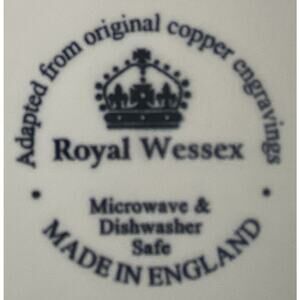 Adapted from original copper engravings
Royal Wessex
Microwave &
Dishwasher
Safe
• MADE IN ENGLAND •